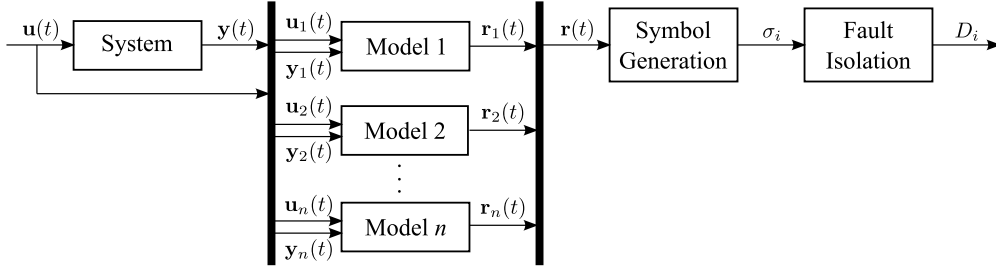 u(t)
System
y(t)
u₁(t)
y₁(t)
Model 1
r₁(t)
u₂(t)
y₂(t)
Model 2
r₂(t)
⋮
uₙ(t)
yₙ(t)
Model n
rₙ(t)
r(t)
Symbol
Generation
σᵢ
Fault
Isolation
Dᵢ